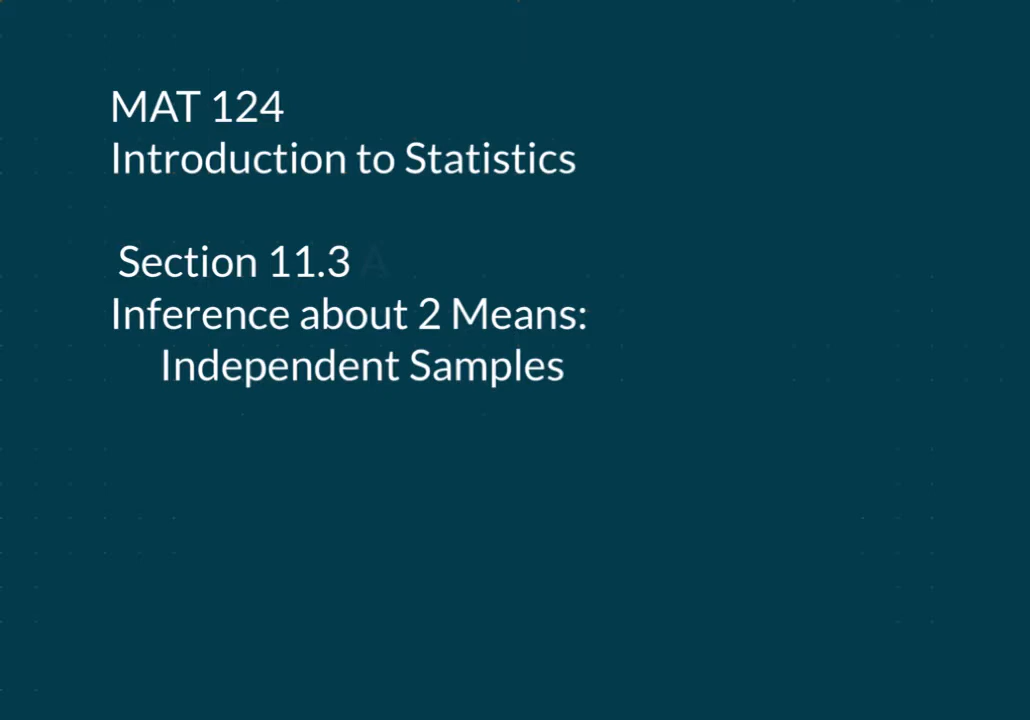 MAT 124
Introduction to Statistics
Section 11.3 A
Inference about 2 Means:
Independent Samples